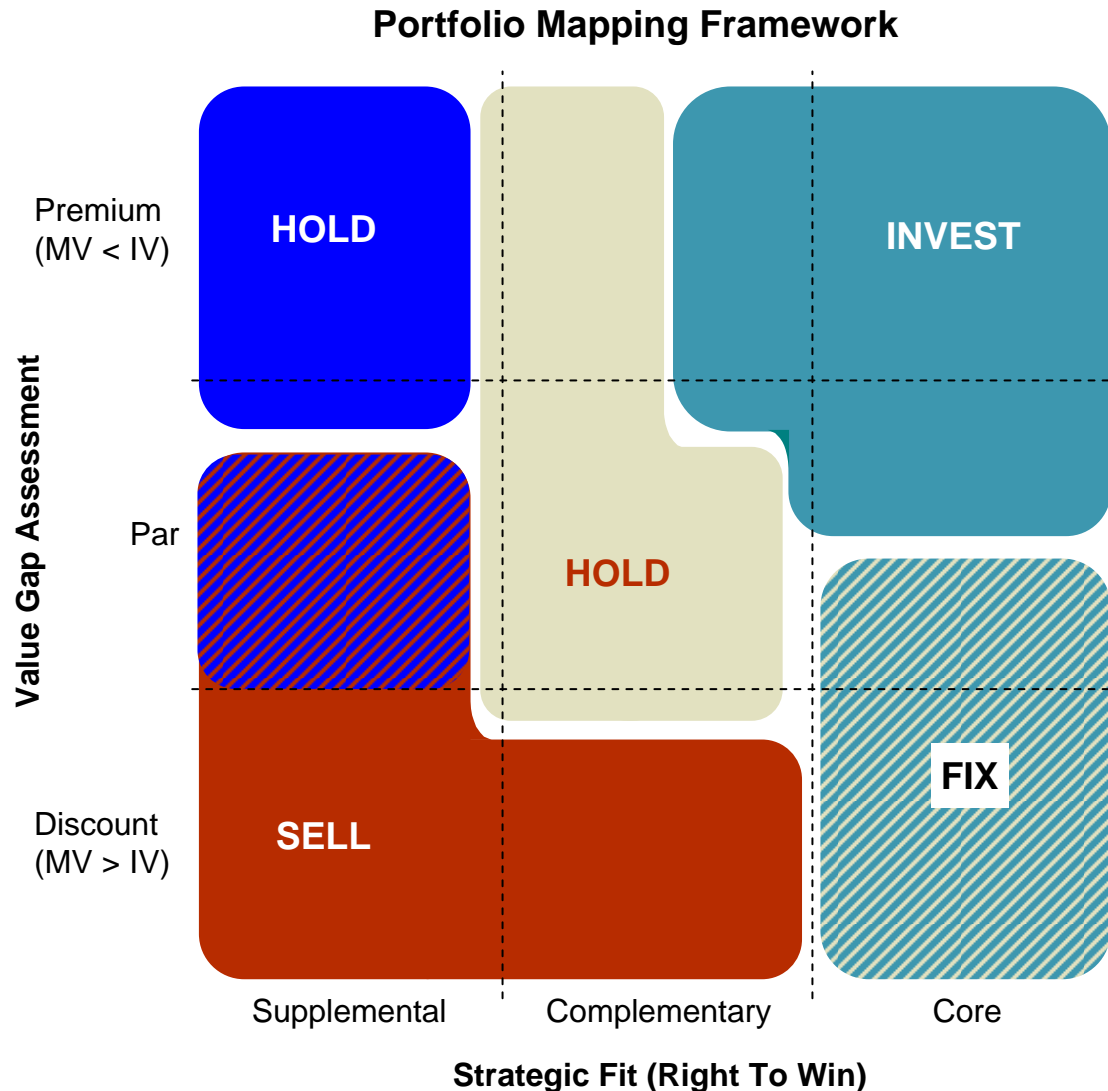 Portfolio Mapping Framework
Premium
(MV < IV)
HOLD
INVEST
Value Gap Assessment
Par
HOLD
FIX
Discount
(MV > IV)
SELL
Supplemental
Complementary
Core
Strategic Fit (Right To Win)